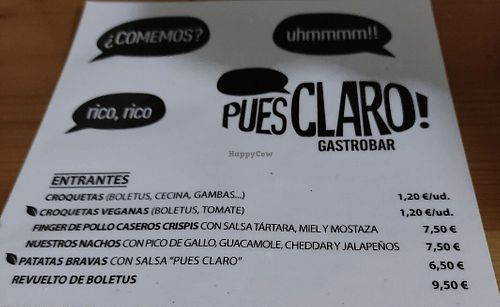 ¿COMEMOS?
uhmmmm!!
rico, rico
PUES CLARO!
GASTROBAR
HappyCow
ENTRANTES
CROQUETAS (BOLETUS, CECINA, GAMBAS...) 1,20 €/ud.
CROQUETAS VEGANAS (BOLETUS, TOMATE) 1,20 €/ud.
FINGER DE POLLO CASEROS CRISPIS CON SALSA TÁRTARA, MIEL Y MOSTAZA 7,50 €
NUESTROS NACHOS CON PICO DE GALLO, GUACAMOLE, CHEDDAR Y JALAPEÑOS 7,50 €
PATATAS BRAVAS CON SALSA "PUES CLARO" 6,50 €
REVUELTO DE BOLETUS 9,50 €